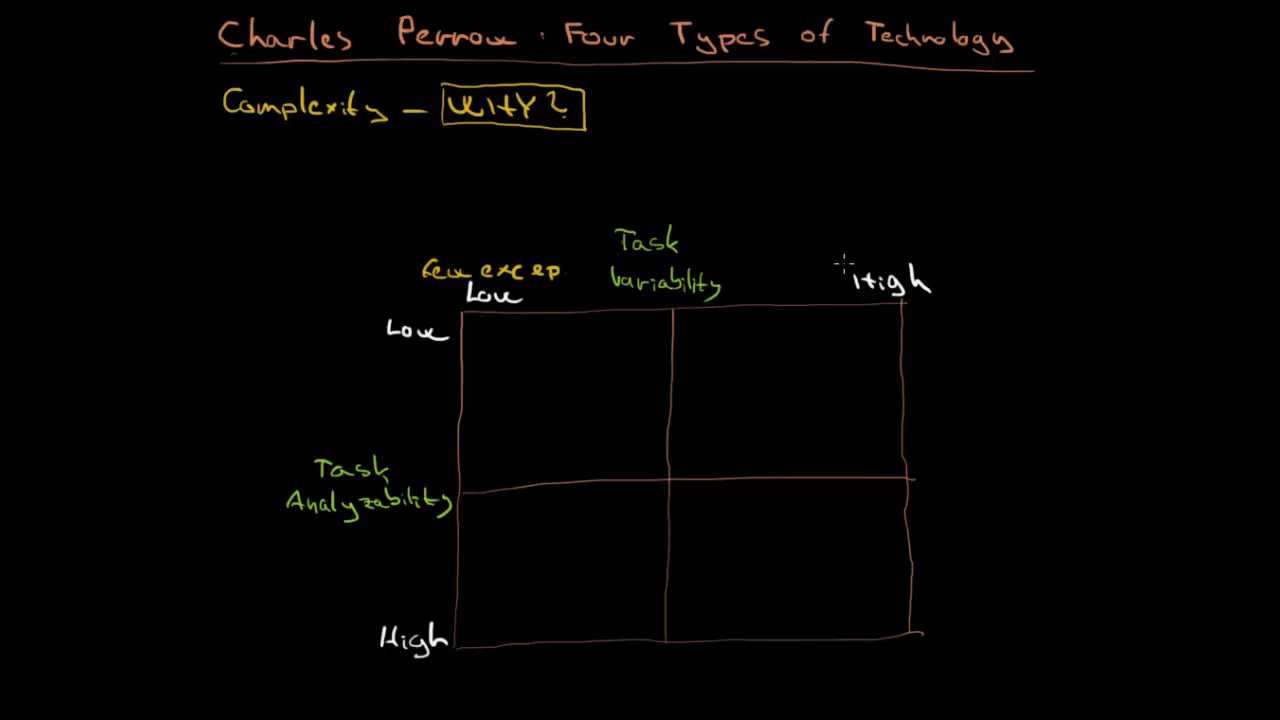 Charles Perrow : Four Types of Technology
Complexity - WHY?
Task
Variability
Few excep
Low
High
Low
Task
Analyzability
High